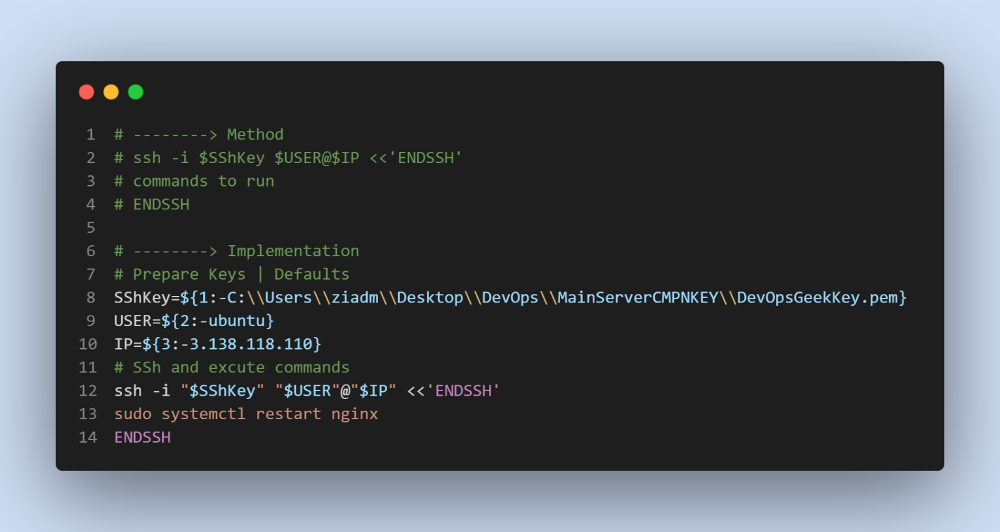 1 # --------> Method
2 # ssh -i $SShKey $USER@$IP <<'ENDSSH'
3 # commands to run
4 # ENDSSH
5
6 # --------> Implementation
7 # Prepare Keys | Defaults
8 SShKey=${1:-C:\\Users\\ziadm\\Desktop\\DevOps\\MainServerCMPNKEY\\DevOpsGeekKey.pem}
9 USER=${2:-ubuntu}
10 IP=${3:-3.138.118.110}
11 # SSh and excute commands
12 ssh -i "$SShKey" "$USER"@"$IP" <<'ENDSSH'
13 sudo systemctl restart nginx
14 ENDSSH